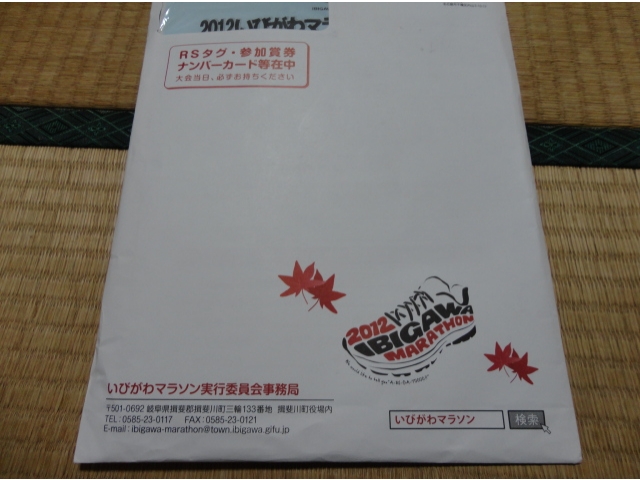 2012いびがわマラ
RSタグ・参加賞券
ナンバーカード等在中
大会当日、必ずお持ちください
2012
IBIGAWA
MARATHON
いびがわマラソン実行委員会事務局
〒501-0692 岐阜県揖斐郡揖斐川町三輪133番地 揖斐川町役場内
TEL : 0585-23-0117 FAX : 0585-23-0121
E-mail : ibigawa-marathon@town.ibigawa.gifu.jp
いびがわマラソン 検索